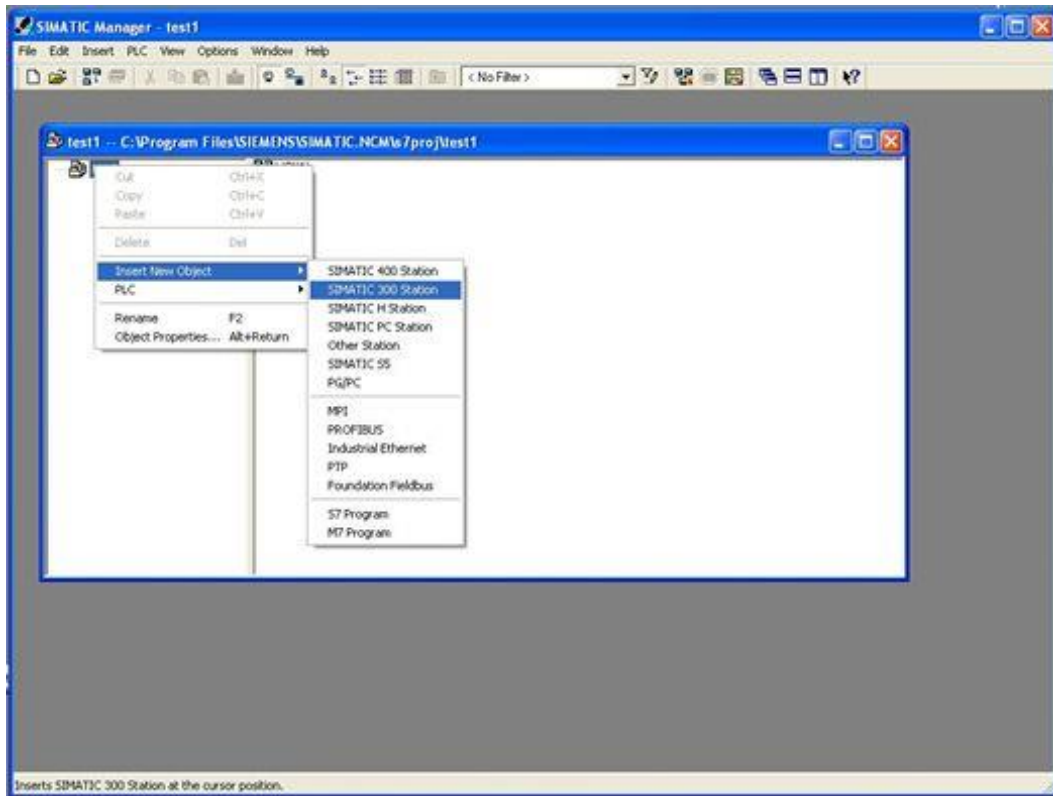 SIMATIC Manager - test1
File Edit Insert PLC View Options Window Help
< No Filter >
test1 -- C:\Program Files\SIEMENS\SIMATIC.NCM\s7proj\test1
Cut Ctrl+X
Copy Ctrl+C
Paste Ctrl+V
Delete Del
Insert New Object
PLC
Rename F2
Object Properties... Alt+Return
SIMATIC 400 Station
SIMATIC 300 Station
SIMATIC H Station
SIMATIC PC Station
Other Station
SIMATIC S5
PG/PC
MPI
PROFIBUS
Industrial Ethernet
PTP
Foundation Fieldbus
S7 Program
M7 Program
Inserts SIMATIC 300 Station at the cursor position.